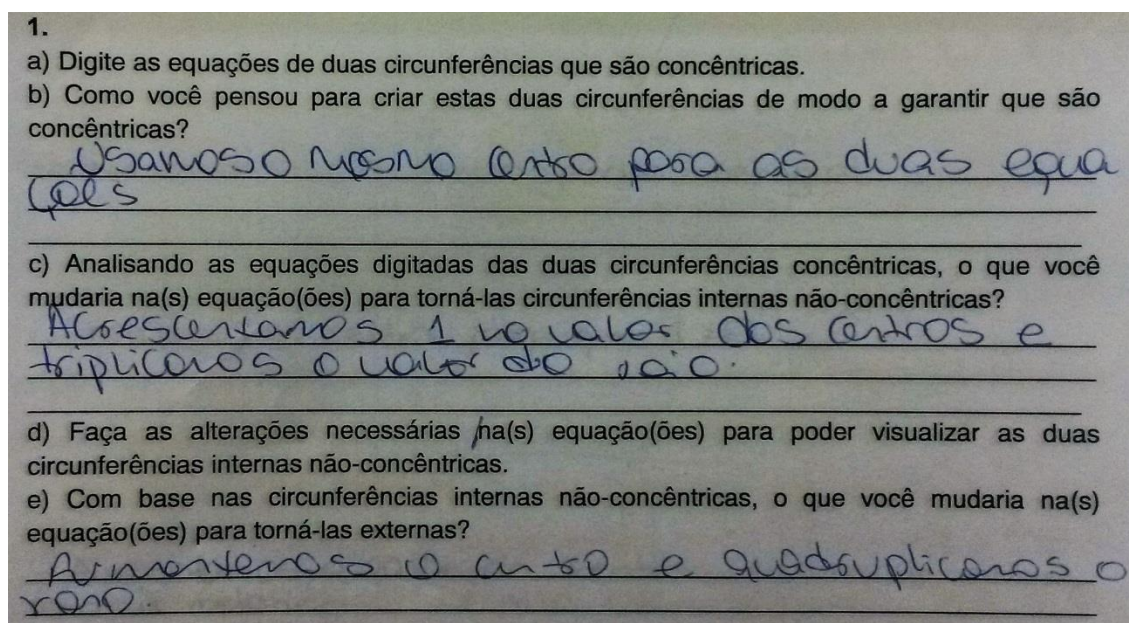 1.
a) Digite as equações de duas circunferências que são concêntricas.
b) Como você pensou para criar estas duas circunferências de modo a garantir que são
concêntricas?
Usamos o mesmo centro para as duas equa
ções
c) Analisando as equações digitadas das duas circunferências concêntricas, o que você
mudaria na(s) equação(ões) para torná-las circunferências internas não-concêntricas?
Acrescentamos 1 no valor dos centros e
triplicamos o valor do raio.
d) Faça as alterações necessárias na(s) equação(ões) para poder visualizar as duas
circunferências internas não-concêntricas.
e) Com base nas circunferências internas não-concêntricas, o que você mudaria na(s)
equação(ões) para torná-las externas?
o centro e quadruplicamos o
raio.